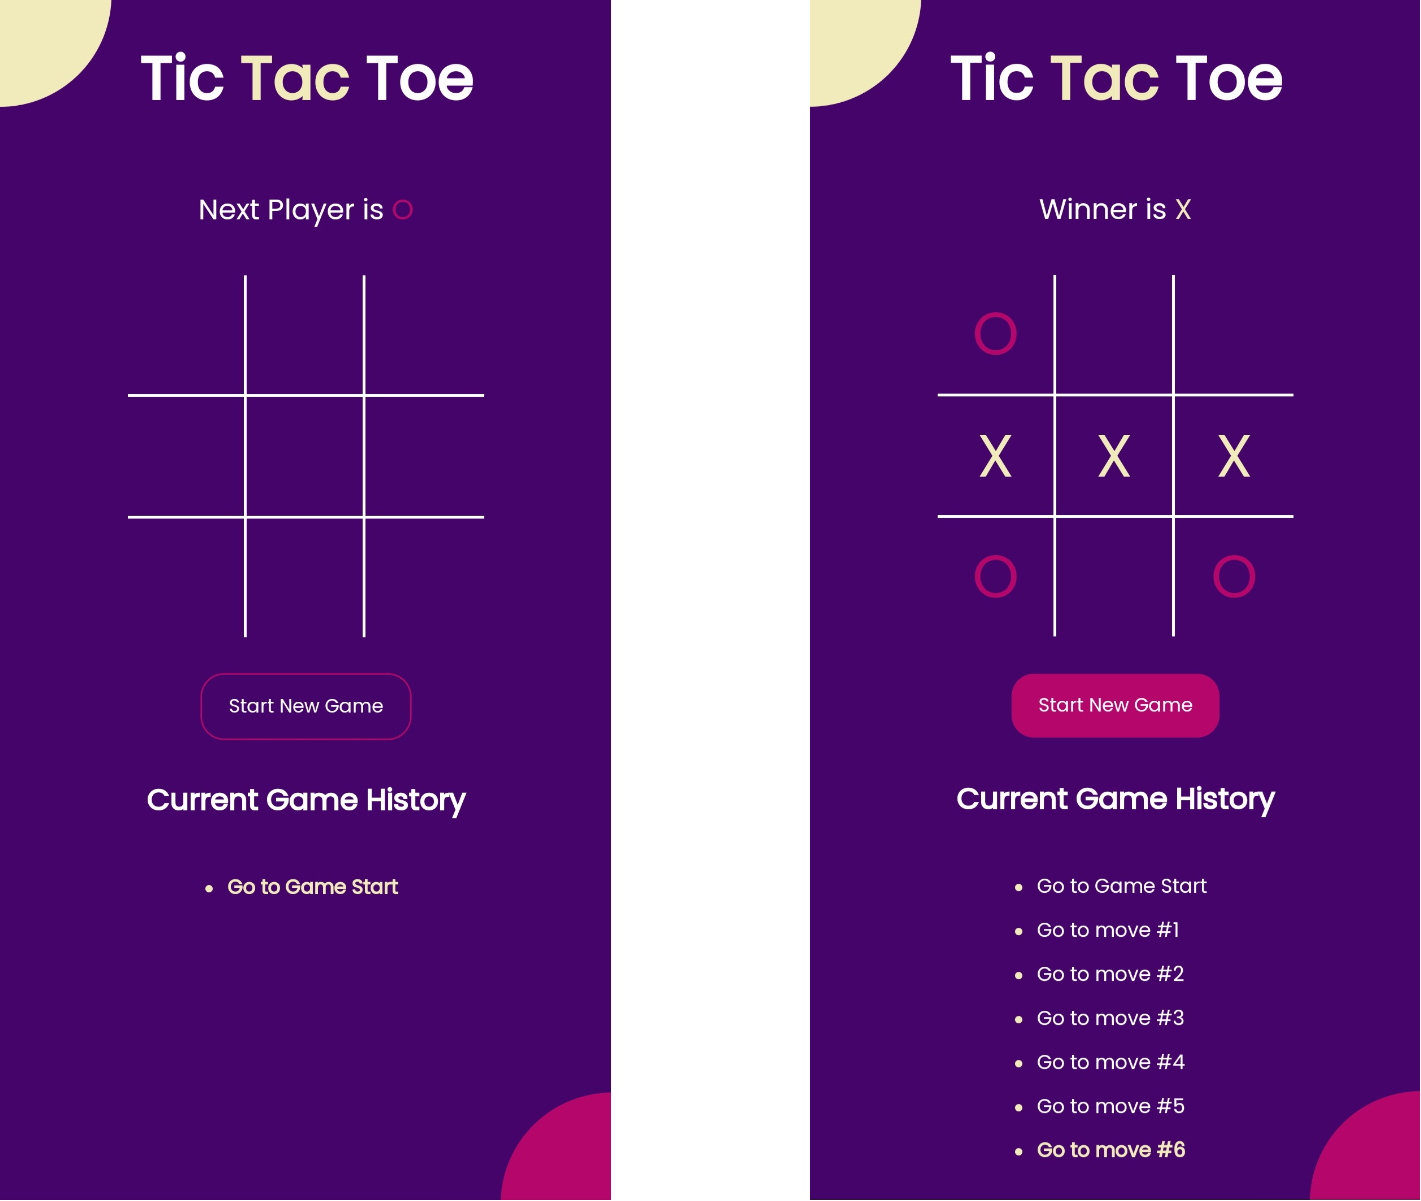 Tic Tac Toe
Next Player is O
Start New Game
Current Game History
Go to Game Start
Tic Tac Toe
Winner is X
O
X X X
O O
Start New Game
Current Game History
Go to Game Start
Go to move #1
Go to move #2
Go to move #3
Go to move #4
Go to move #5
Go to move #6